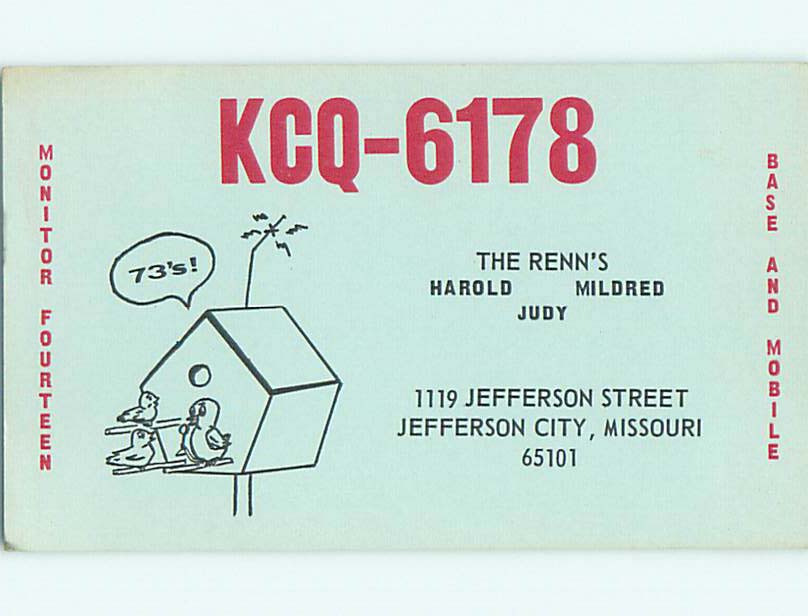 KCQ-6178
MONITOR FOURTEEN
73's!
THE RENN'S
HAROLD MILDRED
JUDY
1119 JEFFERSON STREET
JEFFERSON CITY, MISSOURI
65101
BASE AND MOBILE